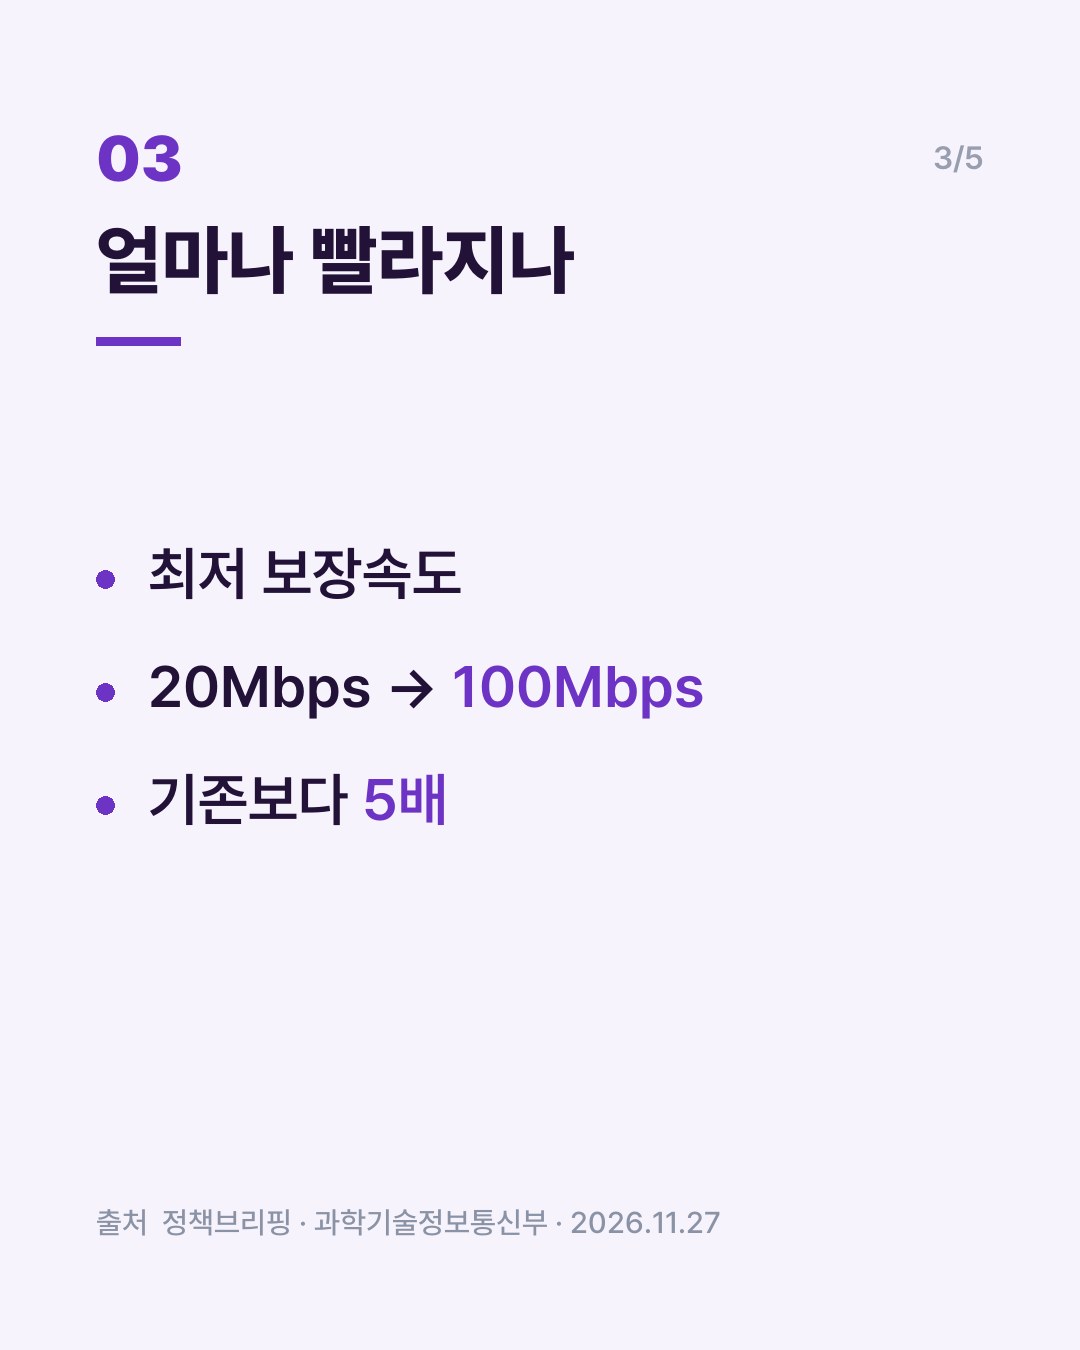 03
3/5
얼마나 빨라지나
• 최저 보장속도
• 20Mbps → 100Mbps
• 기존보다 5배
출처 정책브리핑 · 과학기술정보통신부 · 2026.11.27